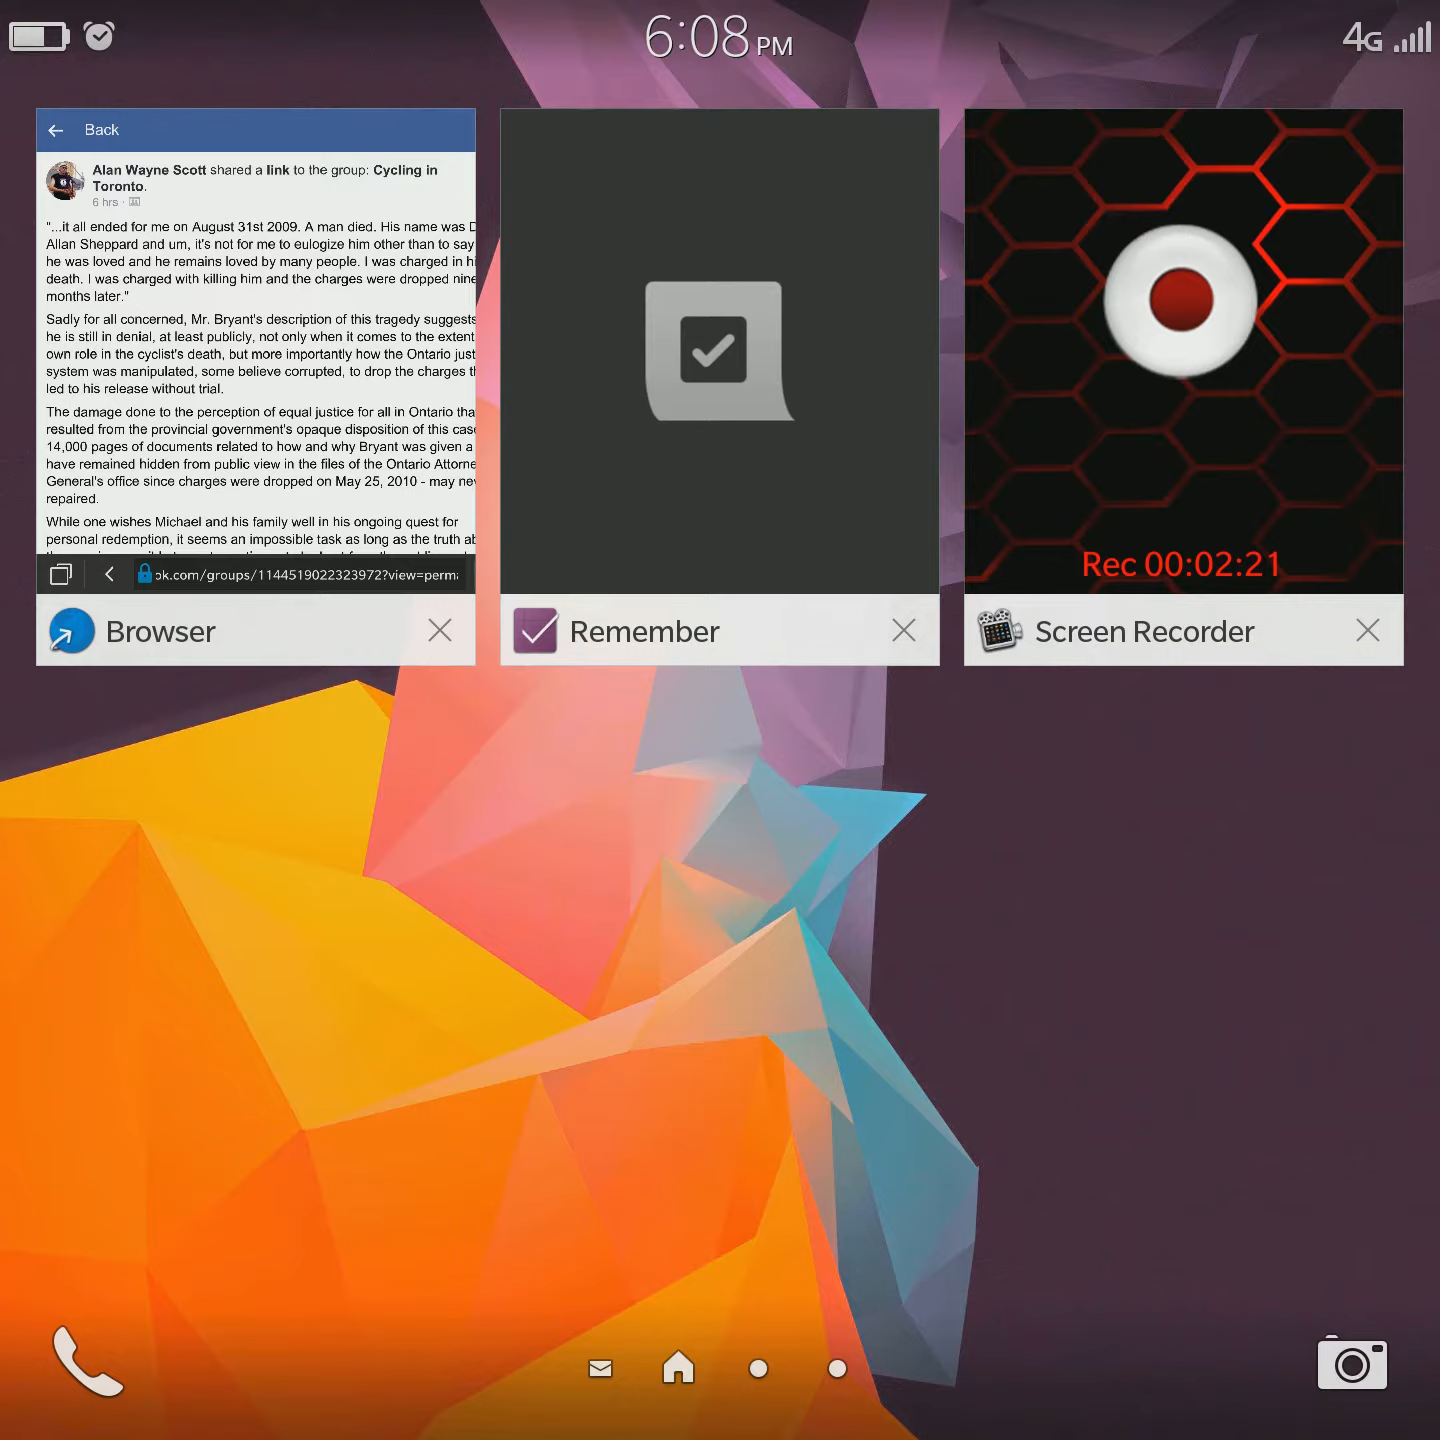 6:08 PM
4G
Back
Alan Wayne Scott shared a link to the group: Cycling in
Toronto.
6 hrs ·
"...it all ended for me on August 31st 2009. A man died. His name was
Allan Sheppard and um, it's not for me to eulogize him other than to say
he was loved and he remains loved by many people. I was charged in
death. I was charged with killing him and the charges were dropped nine
months later."
Sadly for all concerned, Mr. Bryant's description of this tragedy suggests
he is still in denial, at least publicly, not only when it comes to the extent
own role in the cyclist's death, but more importantly how the Ontario just
system was manipulated, some believe corrupted, to drop the charges
led to his release without trial.
The damage done to the perception of equal justice for all in Ontario
resulted from the provincial government's opaque disposition of this
14,000 pages of documents related to how and why Bryant was given a
have remained hidden from public view in the files of the Ontario Attorne
General's office since charges were dropped on May 25, 2010 - may
repaired.
While one wishes Michael and his family well in his ongoing quest for
personal redemption, it seems an impossible task as long as the truth
ok.com/groups/1144519022323972?view=perm
Browser
Remember
Rec 00:02:21
Screen Recorder